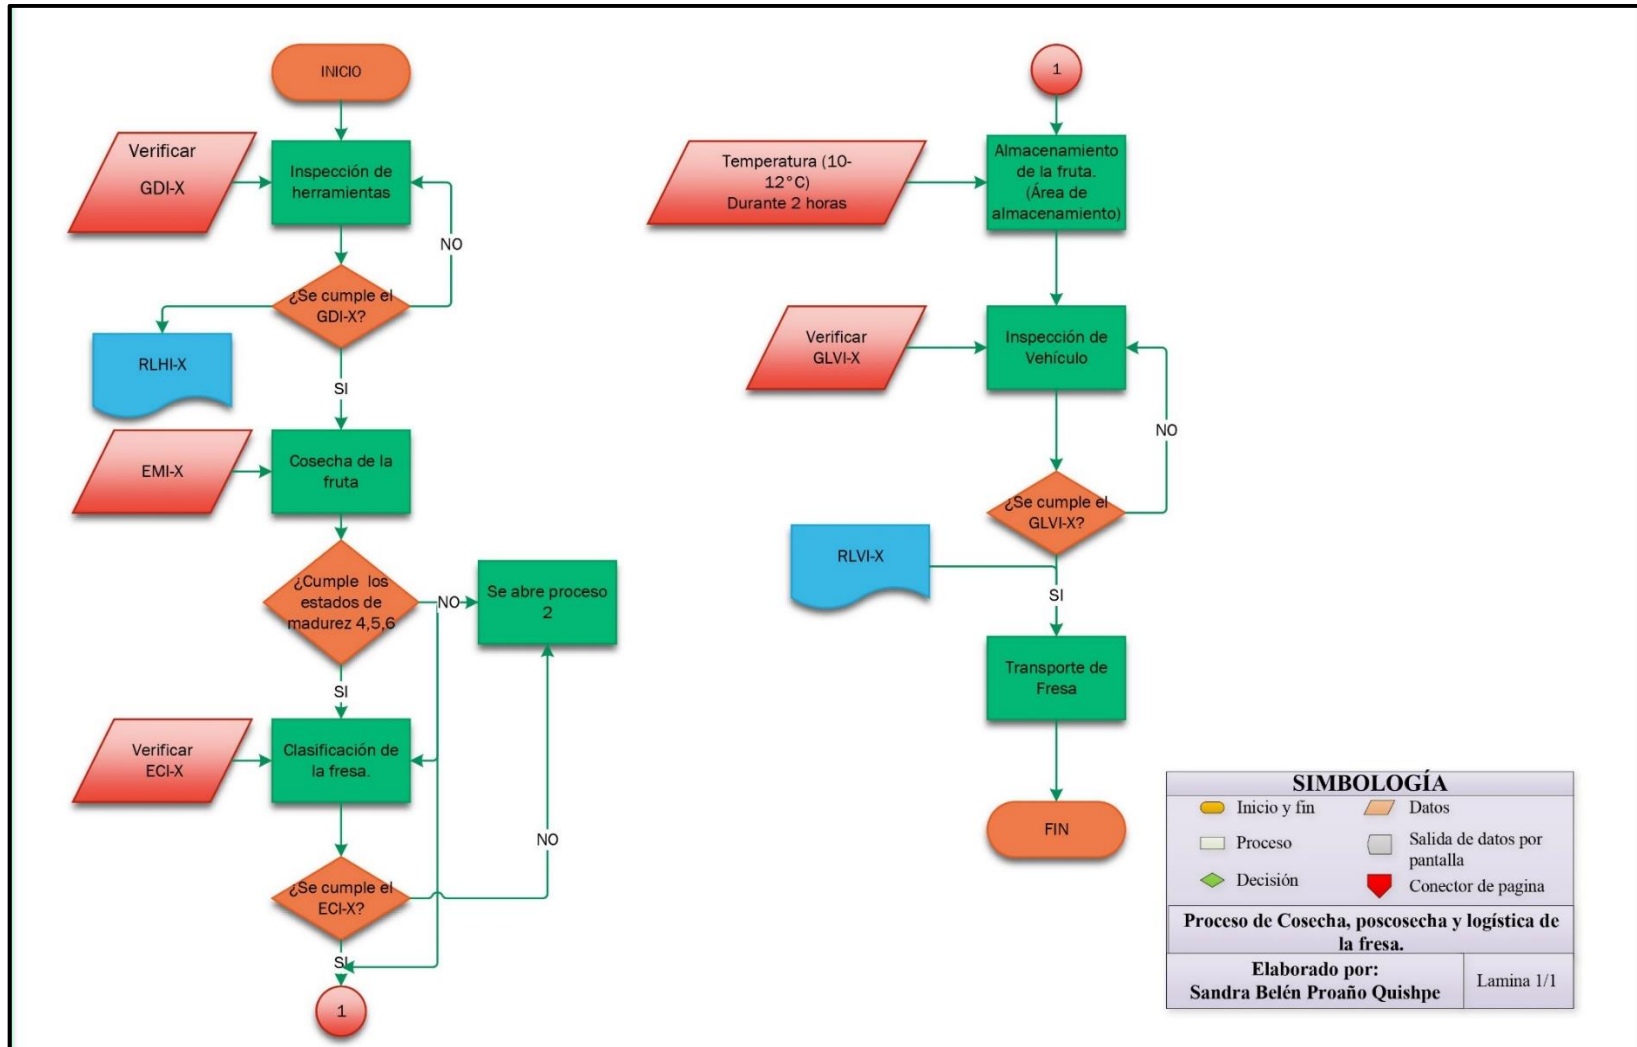 INICIO
Verificar
GDI-X
Inspección de
herramientas
NO
¿Se cumple el
GDI-X?
RLHI-X
SI
EMI-X
Cosecha de la
fruta
¿Cumple los
estados de
madurez 4,5,6
NO
Se abre proceso
2
SI
Verificar
ECI-X
Clasificación de
la fresa.
NO
¿Se cumple el
ECI-X?
SI
1
1
Temperatura (10-
12°C)
Durante 2 horas
Almacenamiento
de la fruta.
(Área de
almacenamiento)
Verificar
GLVI-X
Inspección de
Vehículo
NO
¿Se cumple el
GLVI-X?
RLVI-X
SI
Transporte de
Fresa
FIN
SIMBOLOGÍA
Inicio y fin
Datos
Proceso
Salida de datos por
pantalla
Decisión
Conector de pagina
Proceso de Cosecha, poscosecha y logística de
la fresa.
Elaborado por:
Sandra Belén Proaño Quishpe
Lamina 1/1